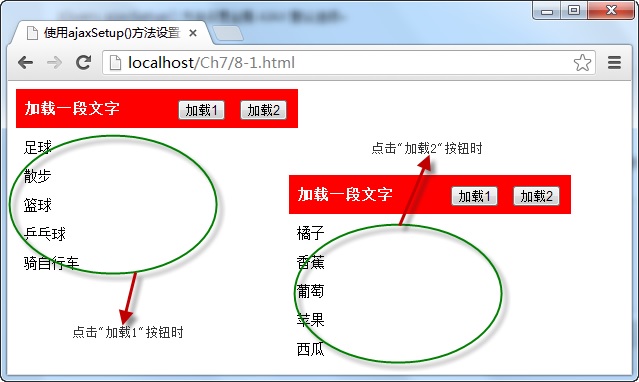 使用ajaxSetup()方法设置
localhost/Ch7/8-1.html
加载一段文字 加载1 加载2
足球
散步
篮球
乒乓球
骑自行车
点击"加载1"按钮时
点击"加载2"按钮时
加载一段文字 加载1 加载2
橘子
香蕉
葡萄
苹果
西瓜